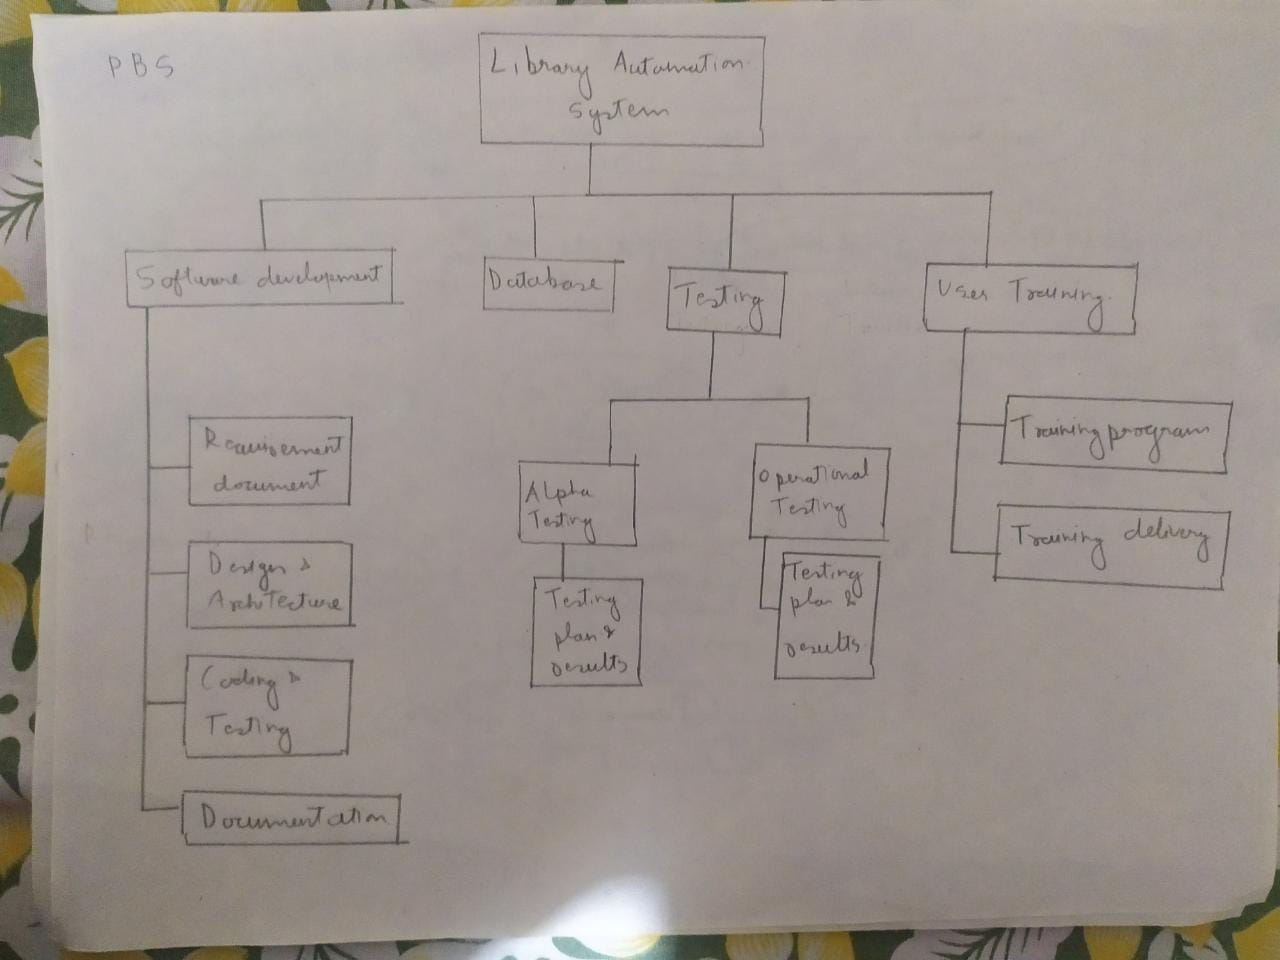 PBS
Library Automation
System
Software development
Database
Testing
User Training
Requirement
document
Design &
Architecture
Coding &
Testing
Documentation
Alpha
Testing
Testing
plan &
results
Operational
Testing
Testing
plan &
results
Training program
Training delivery